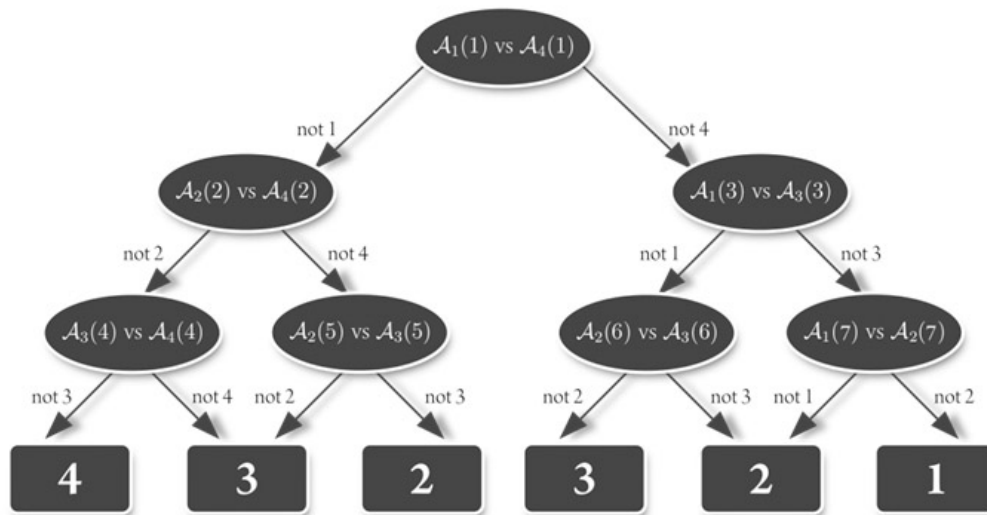 𝒜₁(1) vs 𝒜₄(1)
not 1
not 4
𝒜₂(2) vs 𝒜₄(2)
𝒜₁(3) vs 𝒜₃(3)
not 2
not 4
not 1
not 3
𝒜₃(4) vs 𝒜₄(4)
𝒜₂(5) vs 𝒜₃(5)
𝒜₂(6) vs 𝒜₃(6)
𝒜₁(7) vs 𝒜₂(7)
not 3
not 4
not 2
not 3
not 2
not 3
not 1
not 2
4
3
2
3
2
1